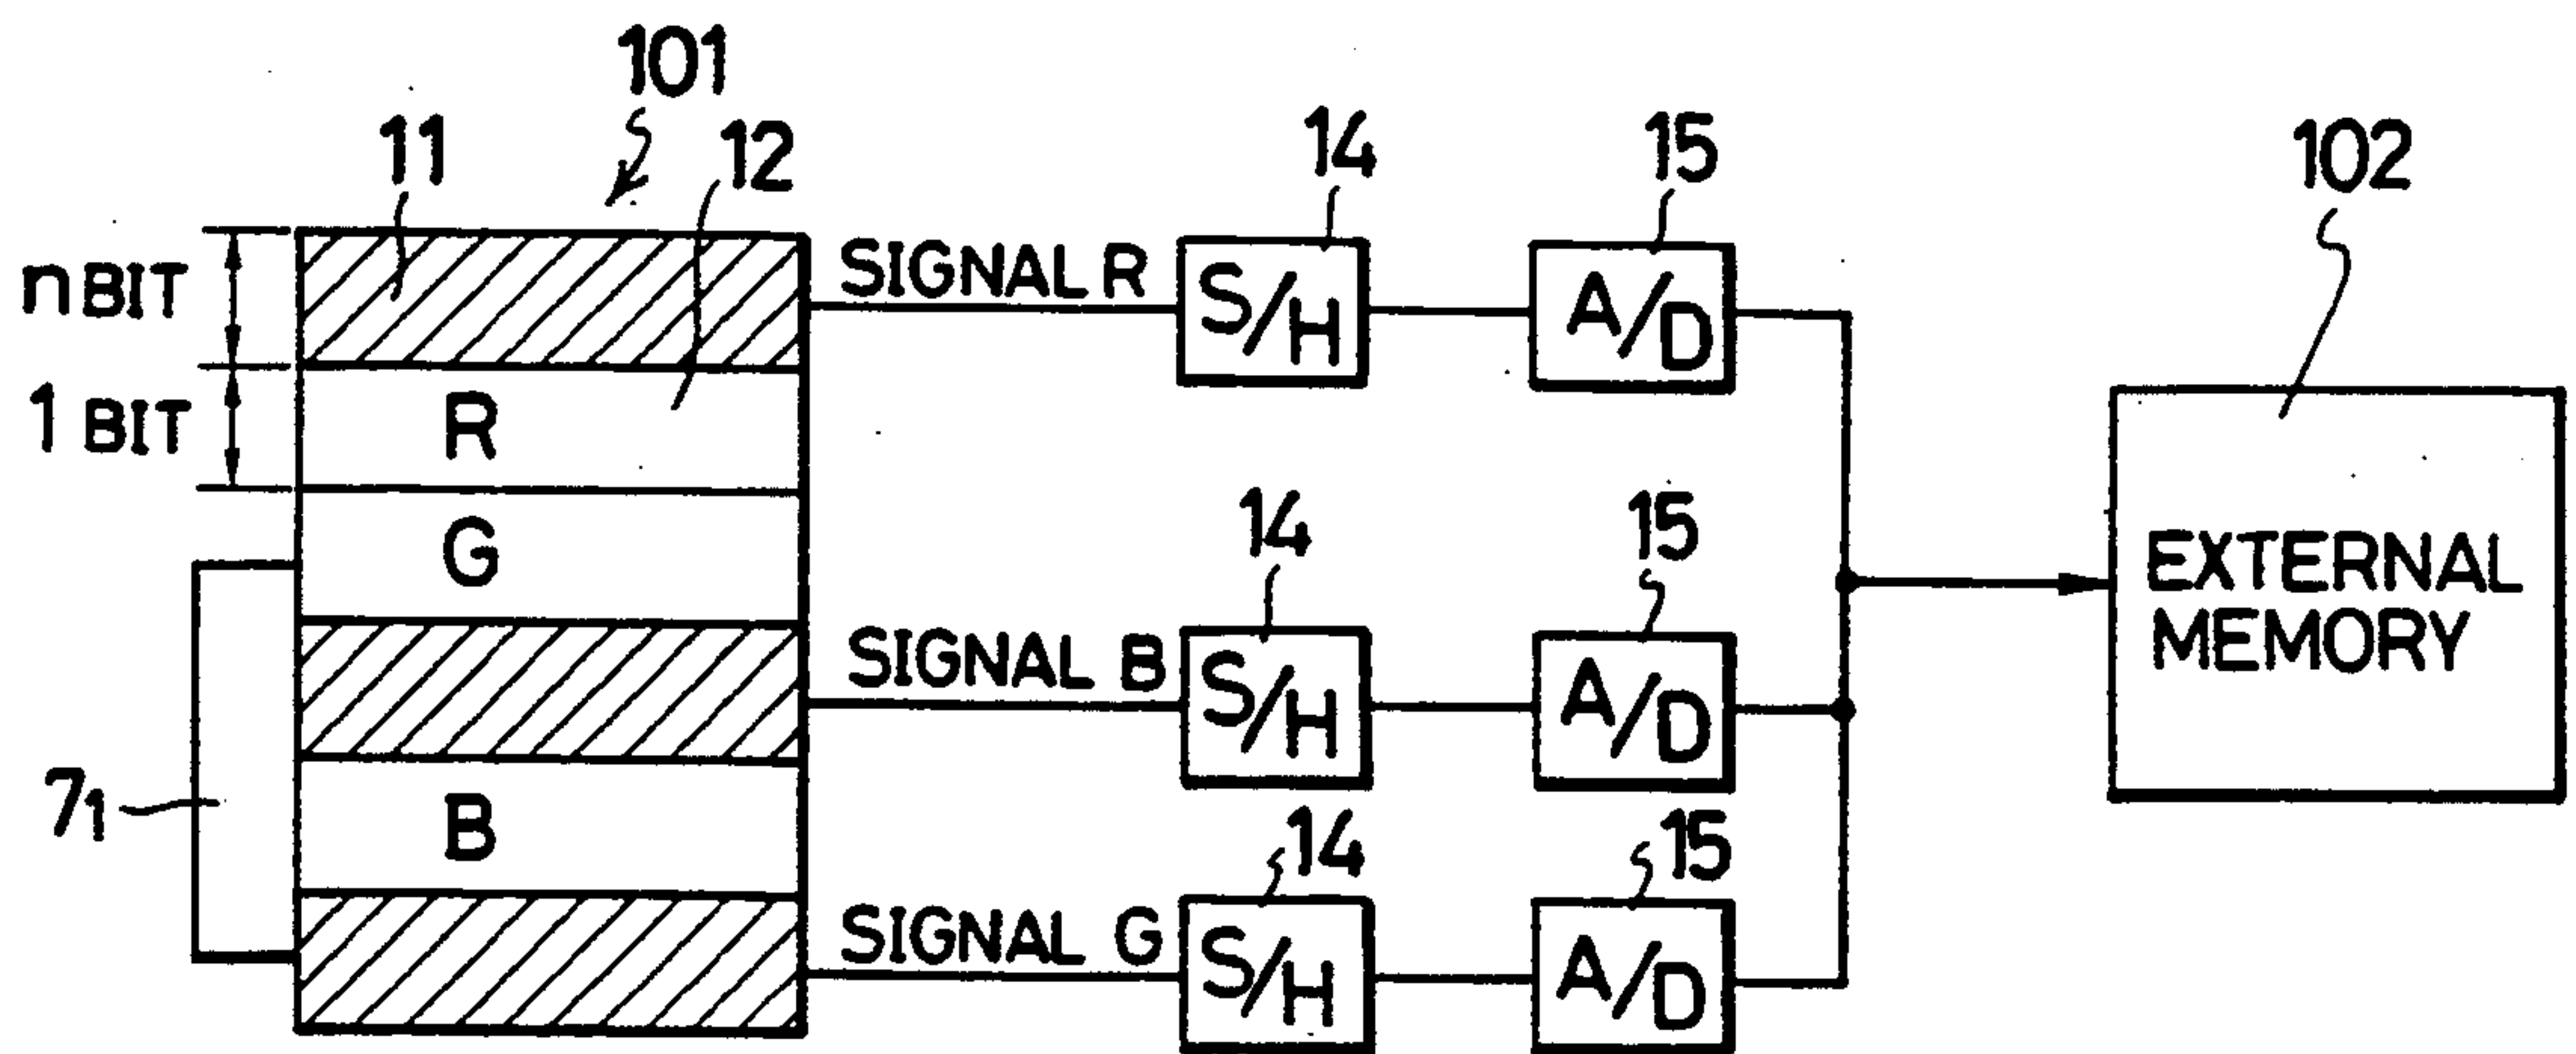 101
11
12
14
15
102
n BIT
SIGNAL R
S/H
A/D
1 BIT
R
G
14
15
EXTERNAL
MEMORY
SIGNAL B
S/H
A/D
71
B
14
15
SIGNAL G
S/H
A/D